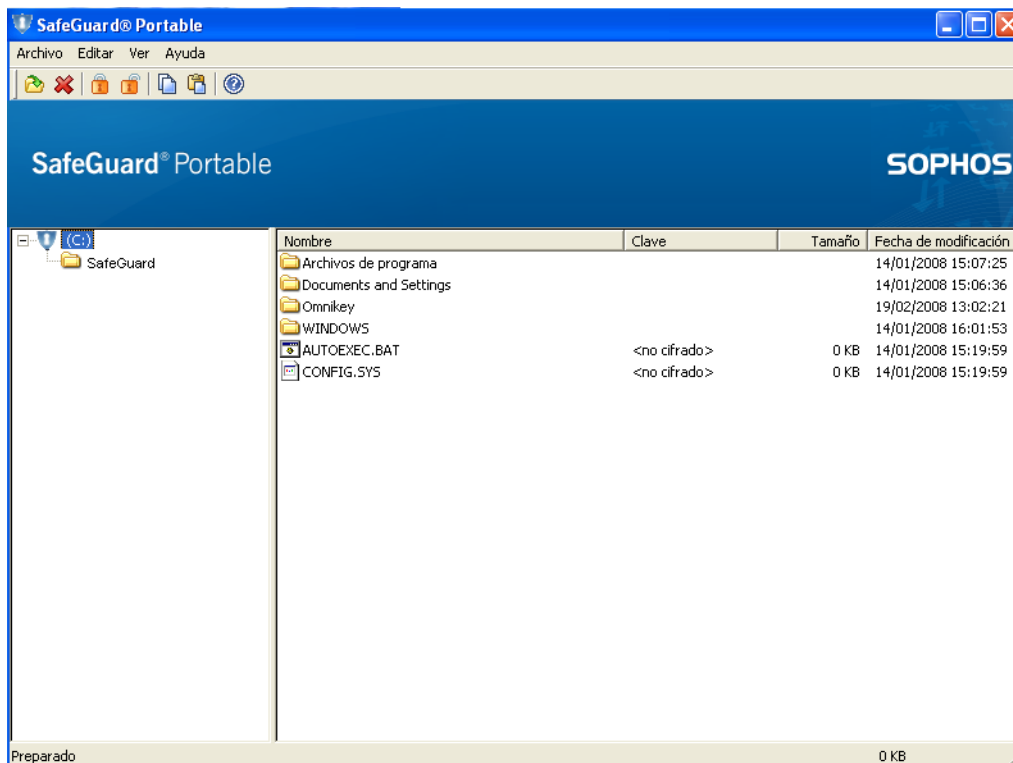 SafeGuard® Portable
Archivo Editar Ver Ayuda
SafeGuard® Portable
SOPHOS
(C:)
SafeGuard
Nombre Clave Tamaño Fecha de modificación
Archivos de programa 14/01/2008 15:07:25
Documents and Settings 14/01/2008 15:06:36
Omnikey 19/02/2008 13:02:21
WINDOWS 14/01/2008 16:01:53
AUTOEXEC.BAT <no cifrado> 0 KB 14/01/2008 15:19:59
CONFIG.SYS <no cifrado> 0 KB 14/01/2008 15:19:59
Preparado 0 KB